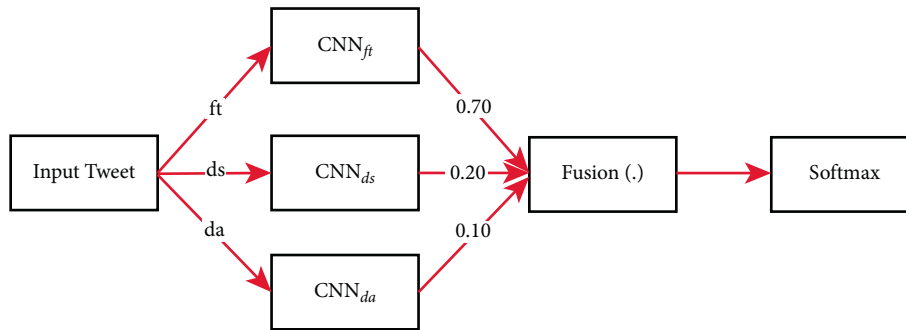 CNNft
ft
0.70
Input Tweet
ds
CNNds
0.20
Fusion (.)
Softmax
da
0.10
CNNda